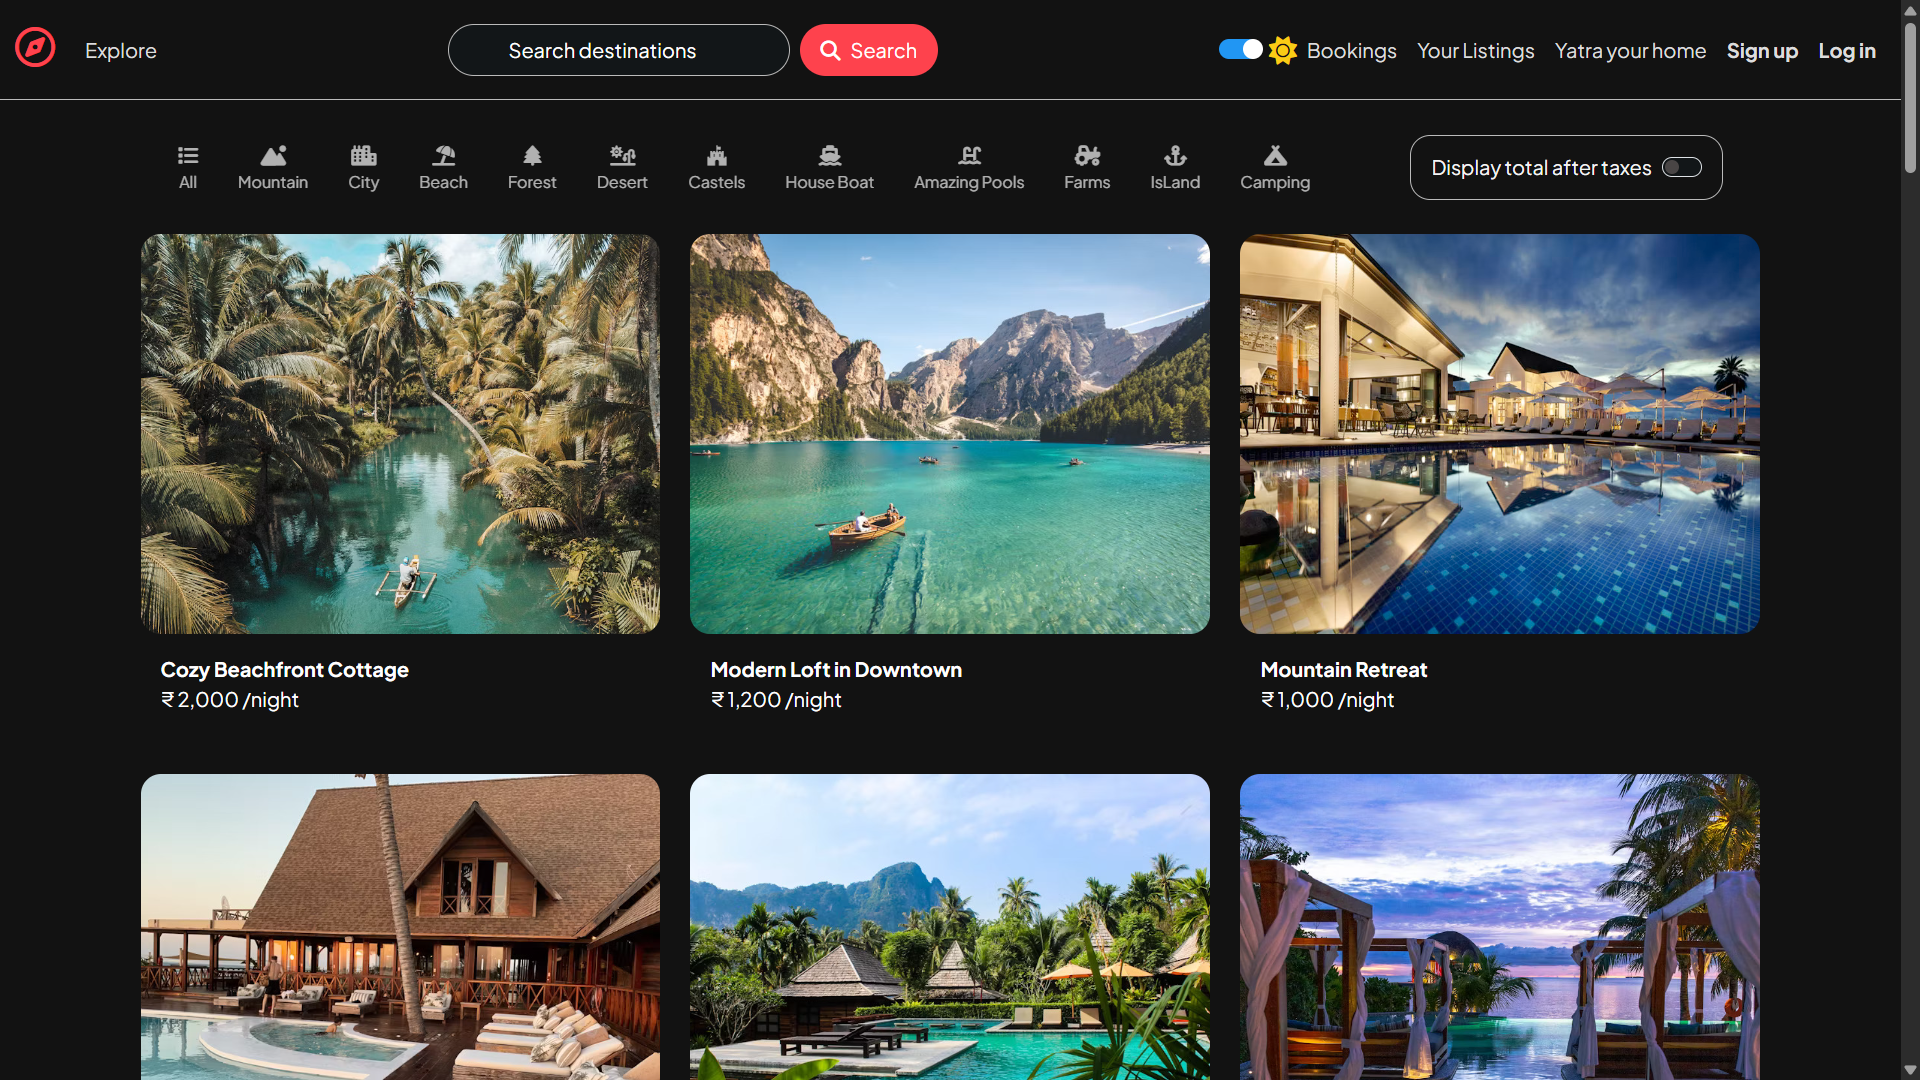 Explore
Search destinations
Search
Bookings
Your Listings
Yatra your home
Sign up
Log in
All
Mountain
City
Beach
Forest
Desert
Castels
House Boat
Amazing Pools
Farms
IsLand
Camping
Display total after taxes
Cozy Beachfront Cottage
₹ 2,000 /night
Modern Loft in Downtown
₹ 1,200 /night
Mountain Retreat
₹ 1,000 /night